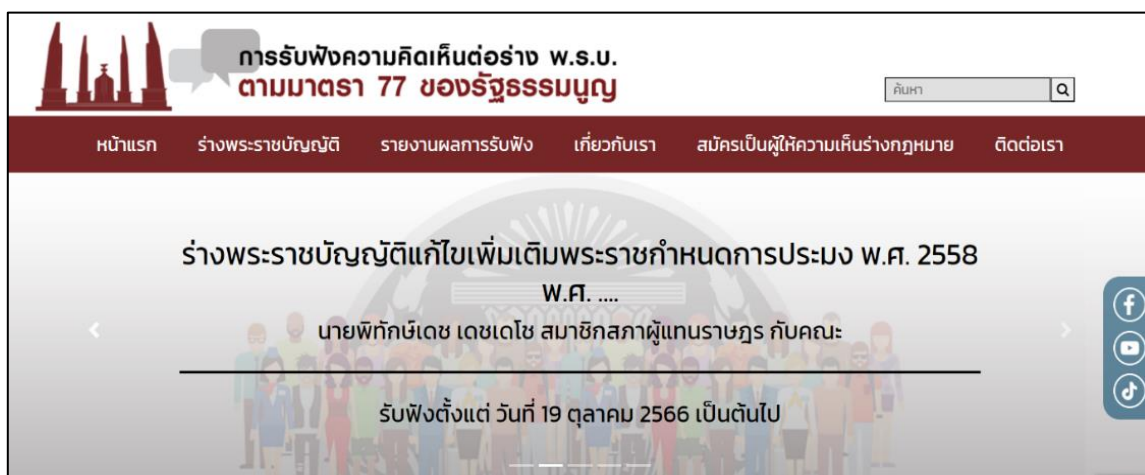 การรับฟังความคิดเห็นต่อร่าง พ.ร.บ.
ตามมาตรา 77 ของรัฐธรรมนูญ
ค้นหา
หน้าแรก ร่างพระราชบัญญัติ รายงานผลการรับฟัง เกี่ยวกับเรา สมัครเป็นผู้ให้ความเห็นร่างกฎหมาย ติดต่อเรา
ร่างพระราชบัญญัติแก้ไขเพิ่มเติมพระราชกำหนดการประมง พ.ศ. 2558
พ.ศ. ....
นายพิทักษ์เดช เดชเดโช สมาชิกสภาผู้แทนราษฎร กับคณะ
รับฟังตั้งแต่ วันที่ 19 ตุลาคม 2566 เป็นต้นไป